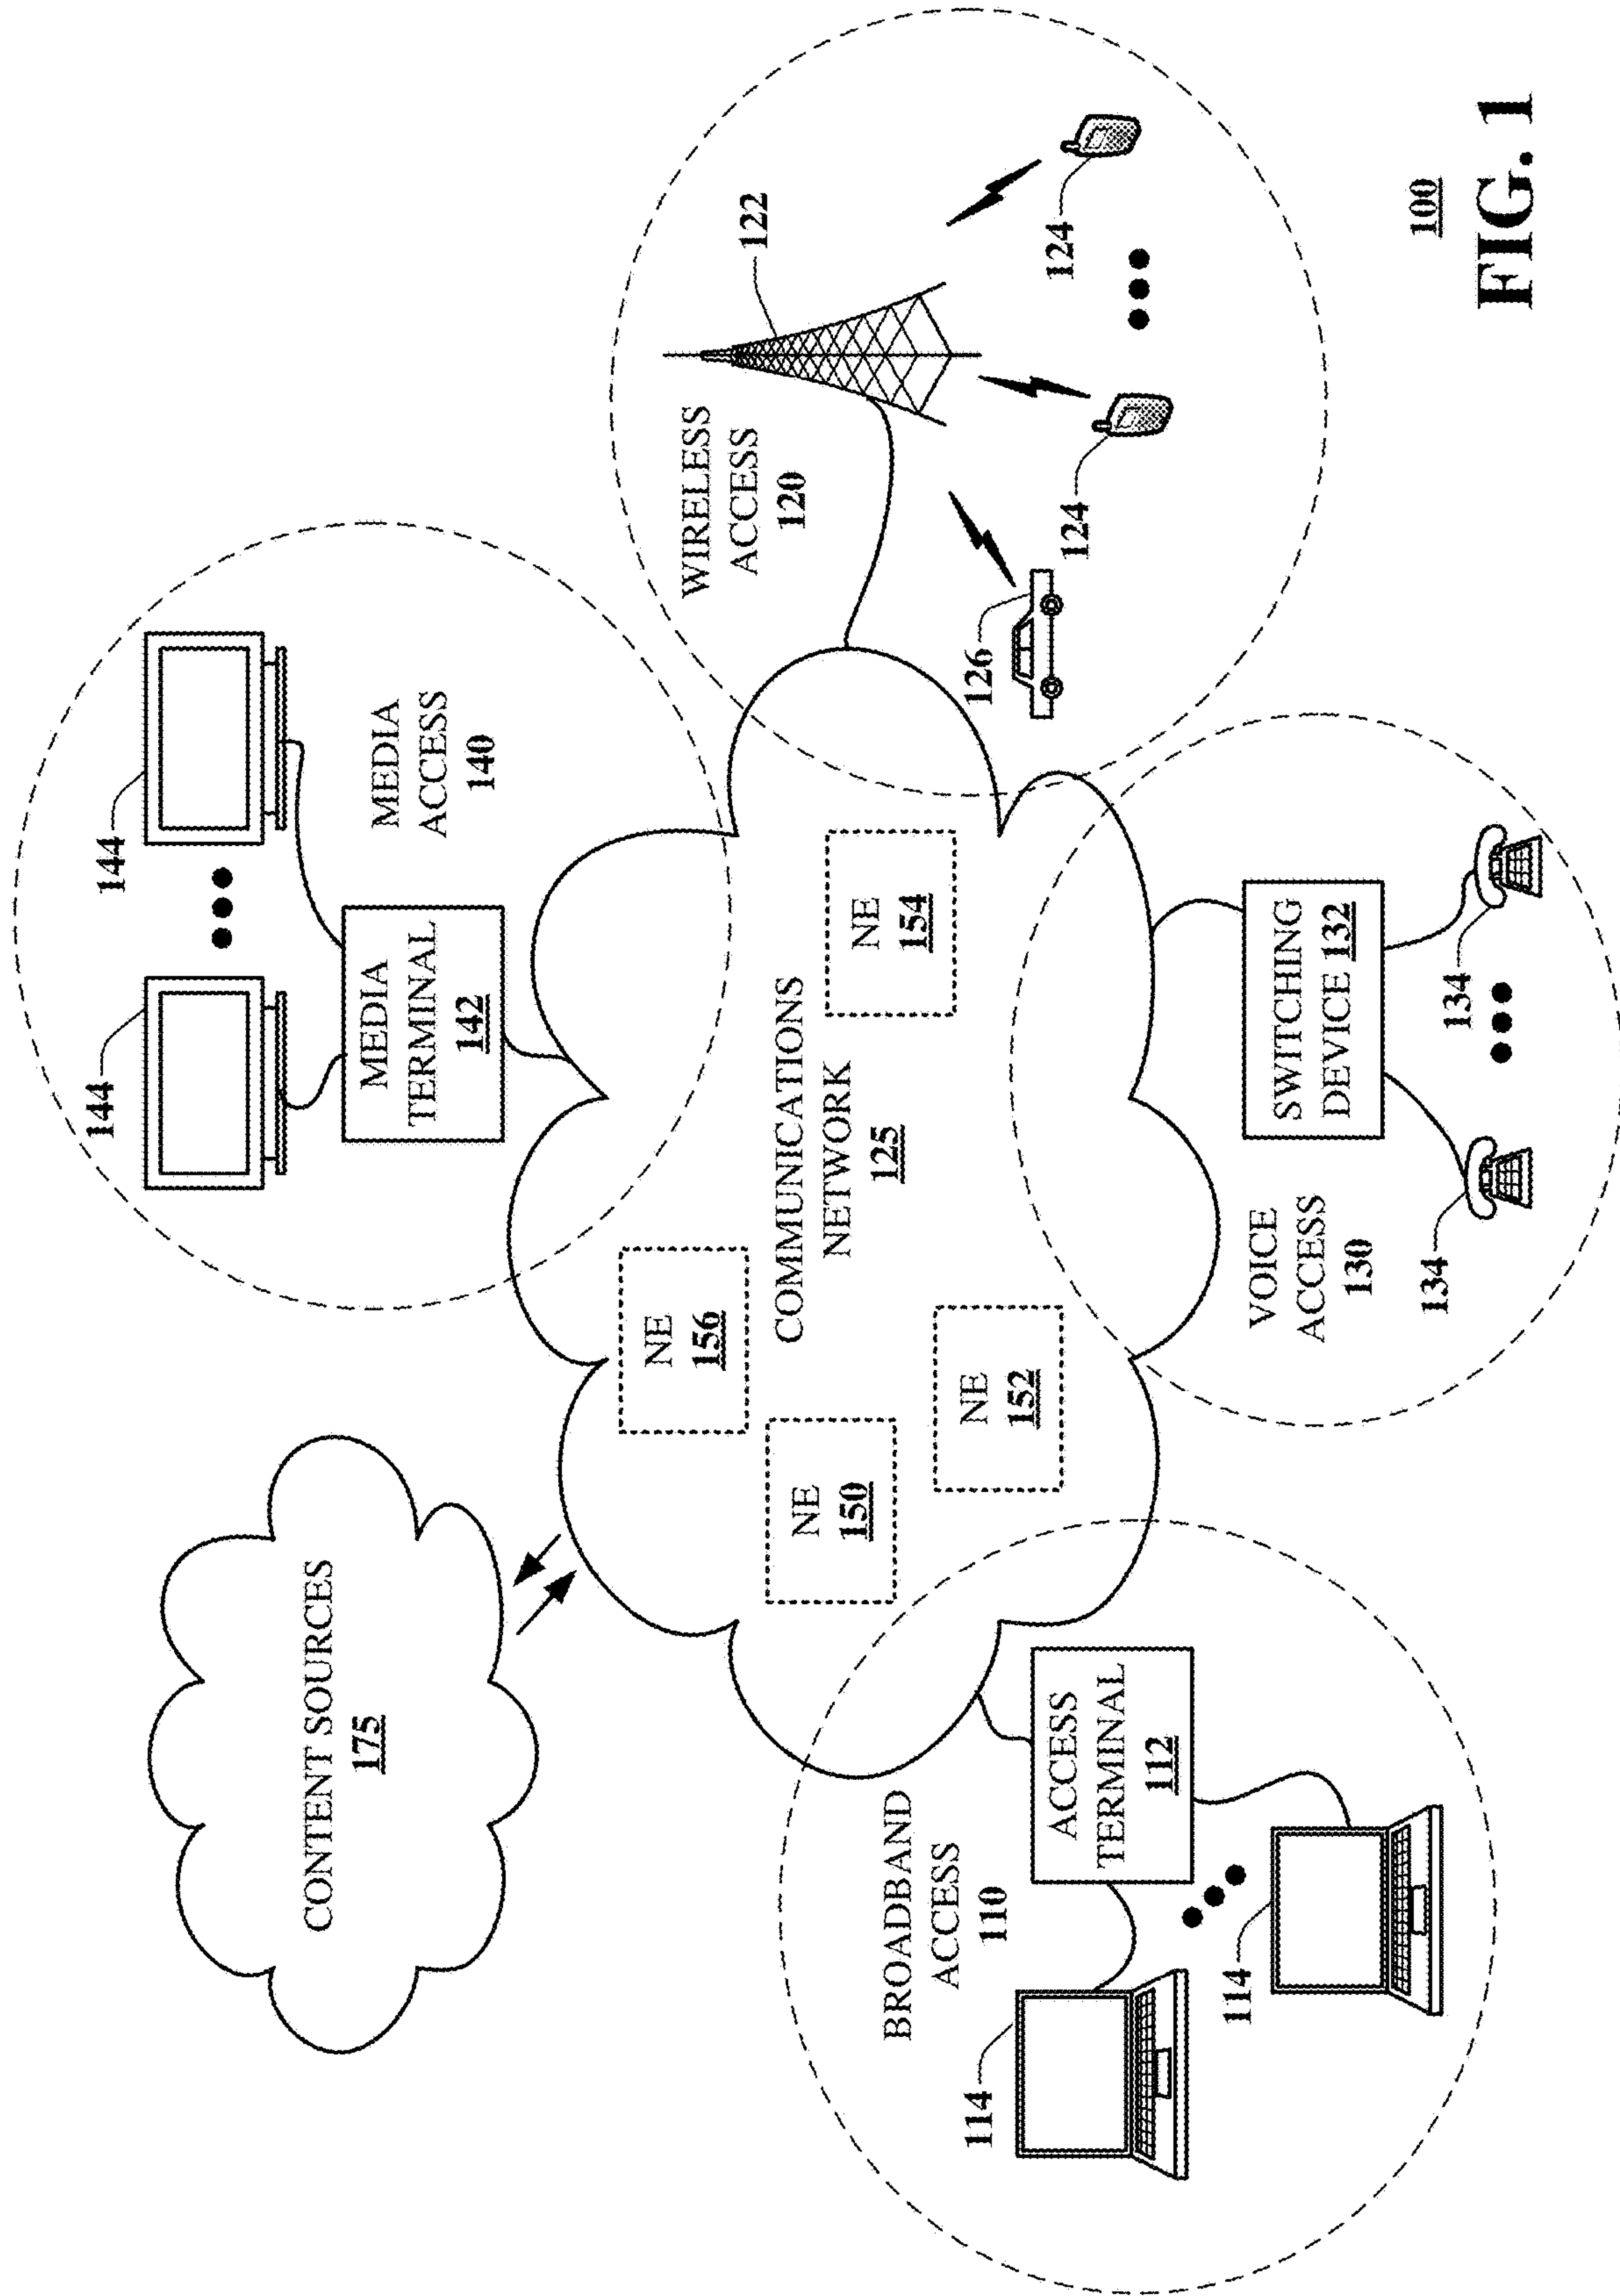 CONTENT SOURCES
175
144
144
MEDIA
TERMINAL
142
MEDIA
ACCESS
140
WIRELESS
ACCESS
120
122
BROADBAND
ACCESS
110
NE
156
NE
150
COMMUNICATIONS
NETWORK
125
NE
154
NE
152
114
ACCESS
TERMINAL
112
114
126
124
124
VOICE
ACCESS
130
SWITCHING
DEVICE 132
134
134
100
FIG. 1